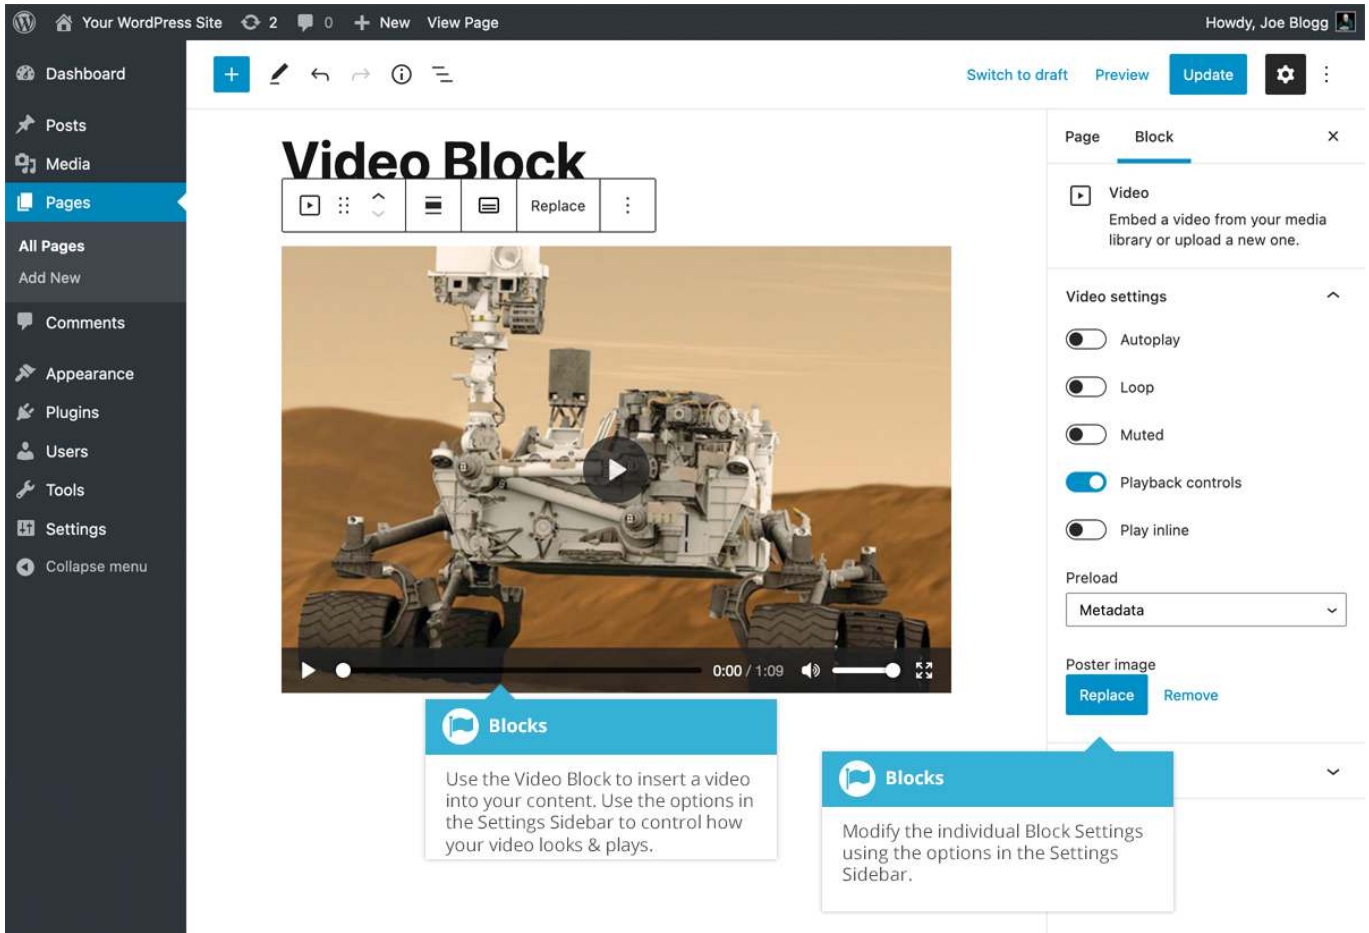 Your WordPress Site 2 0 New View Page Howdy, Joe Blogg
Dashboard
Posts
Media
Pages
All Pages
Add New
Comments
Appearance
Plugins
Users
Tools
Settings
Collapse menu
Switch to draft Preview Update
Video Block
Replace
0:00 / 1:09
Blocks
Use the Video Block to insert a video
into your content. Use the options in
the Settings Sidebar to control how
your video looks & plays.
Page Block
Video
Embed a video from your media
library or upload a new one.
Video settings
Autoplay
Loop
Muted
Playback controls
Play inline
Preload
Metadata
Poster image
Replace Remove
Blocks
Modify the individual Block Settings
using the options in the Settings
Sidebar.